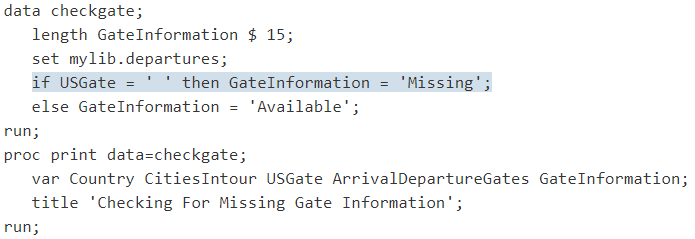 data checkgate;
   length GateInformation $ 15;
   set mylib.departures;
   if USGate = ' ' then GateInformation = 'Missing';
   else GateInformation = 'Available';
run;
proc print data=checkgate;
   var Country CitiesIntour USGate ArrivalDepartureGates GateInformation;
   title 'Checking For Missing Gate Information';
run;